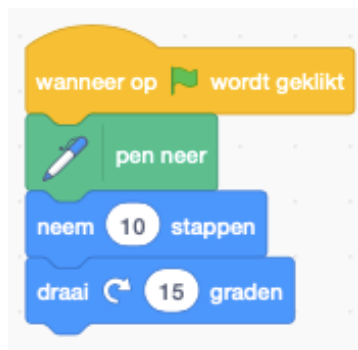 wanneer op wordt geklikt
pen neer
neem 10 stappen
draai 15 graden